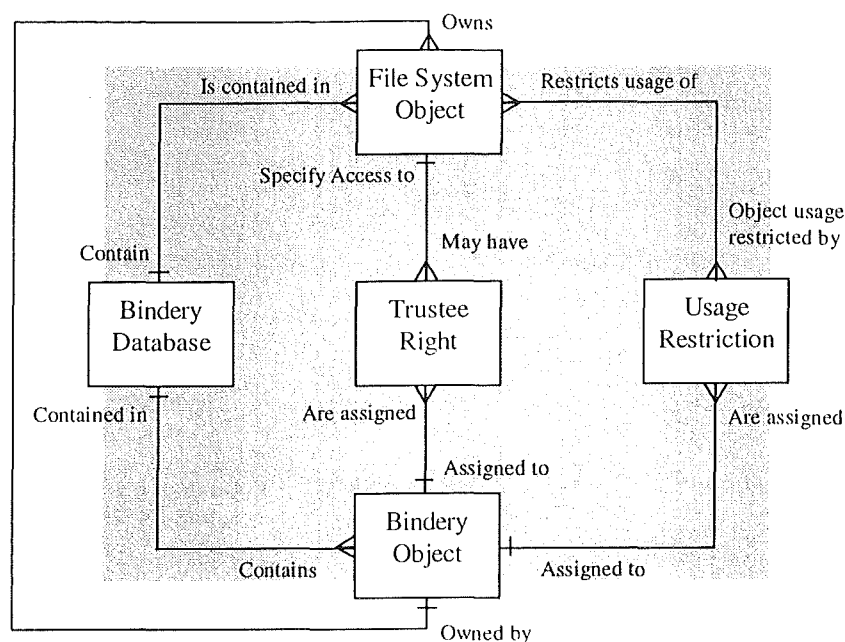 Owns
Is contained in
File System
Object
Restricts usage of
Specify Access to
Object usage
restricted by
May have
Contain
Bindery
Database
Trustee
Right
Usage
Restriction
Contained in
Are assigned
Are assigned
Assigned to
Bindery
Object
Contains
Assigned to
Owned by